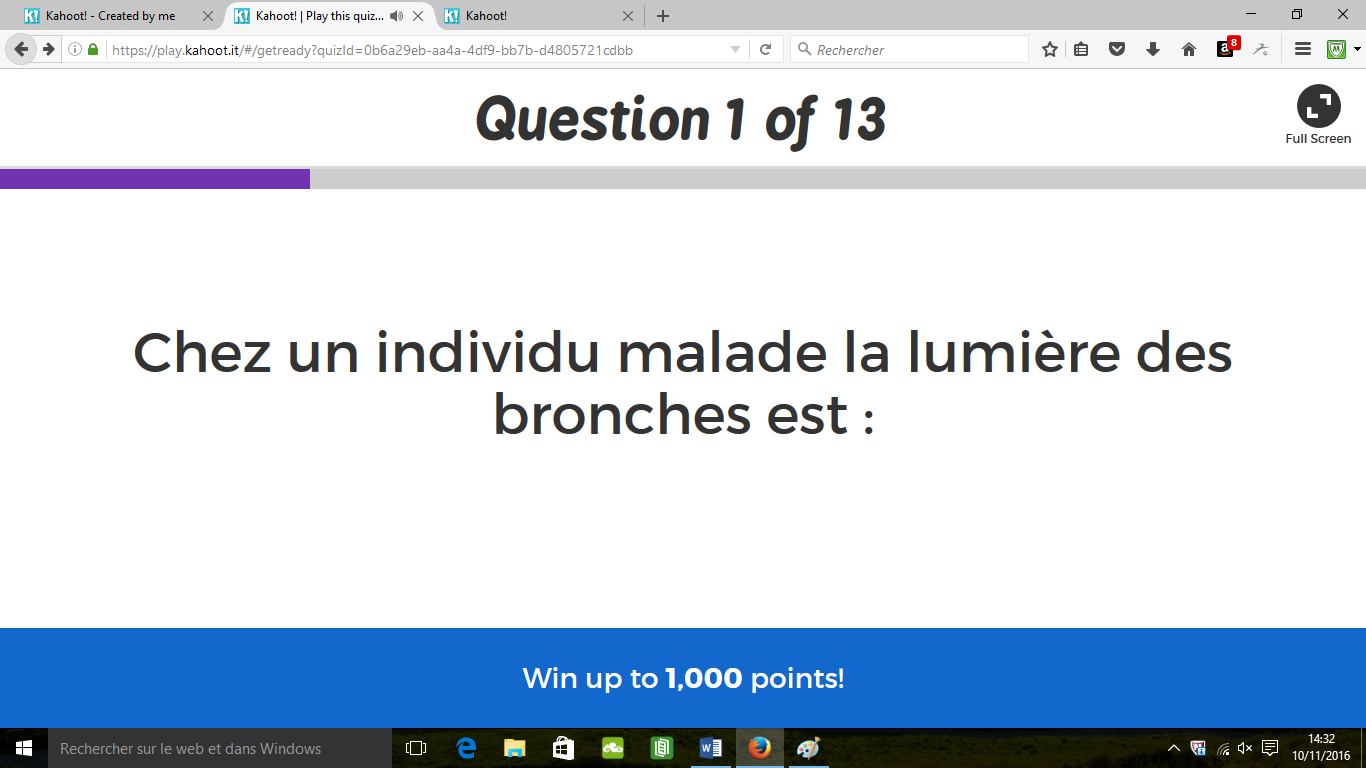 Kahoot! - Created by me
Kahoot! | Play this quiz...
Kahoot!
https://play.kahoot.it/#/getready?quizId=0b6a29eb-aa4a-4df9-bb7b-d4805721cdbb
Rechercher
8
Question 1 of 13
Full Screen
Chez un individu malade la lumière des
bronches est :
Win up to 1,000 points!
Rechercher sur le web et dans Windows
14:32
10/11/2016